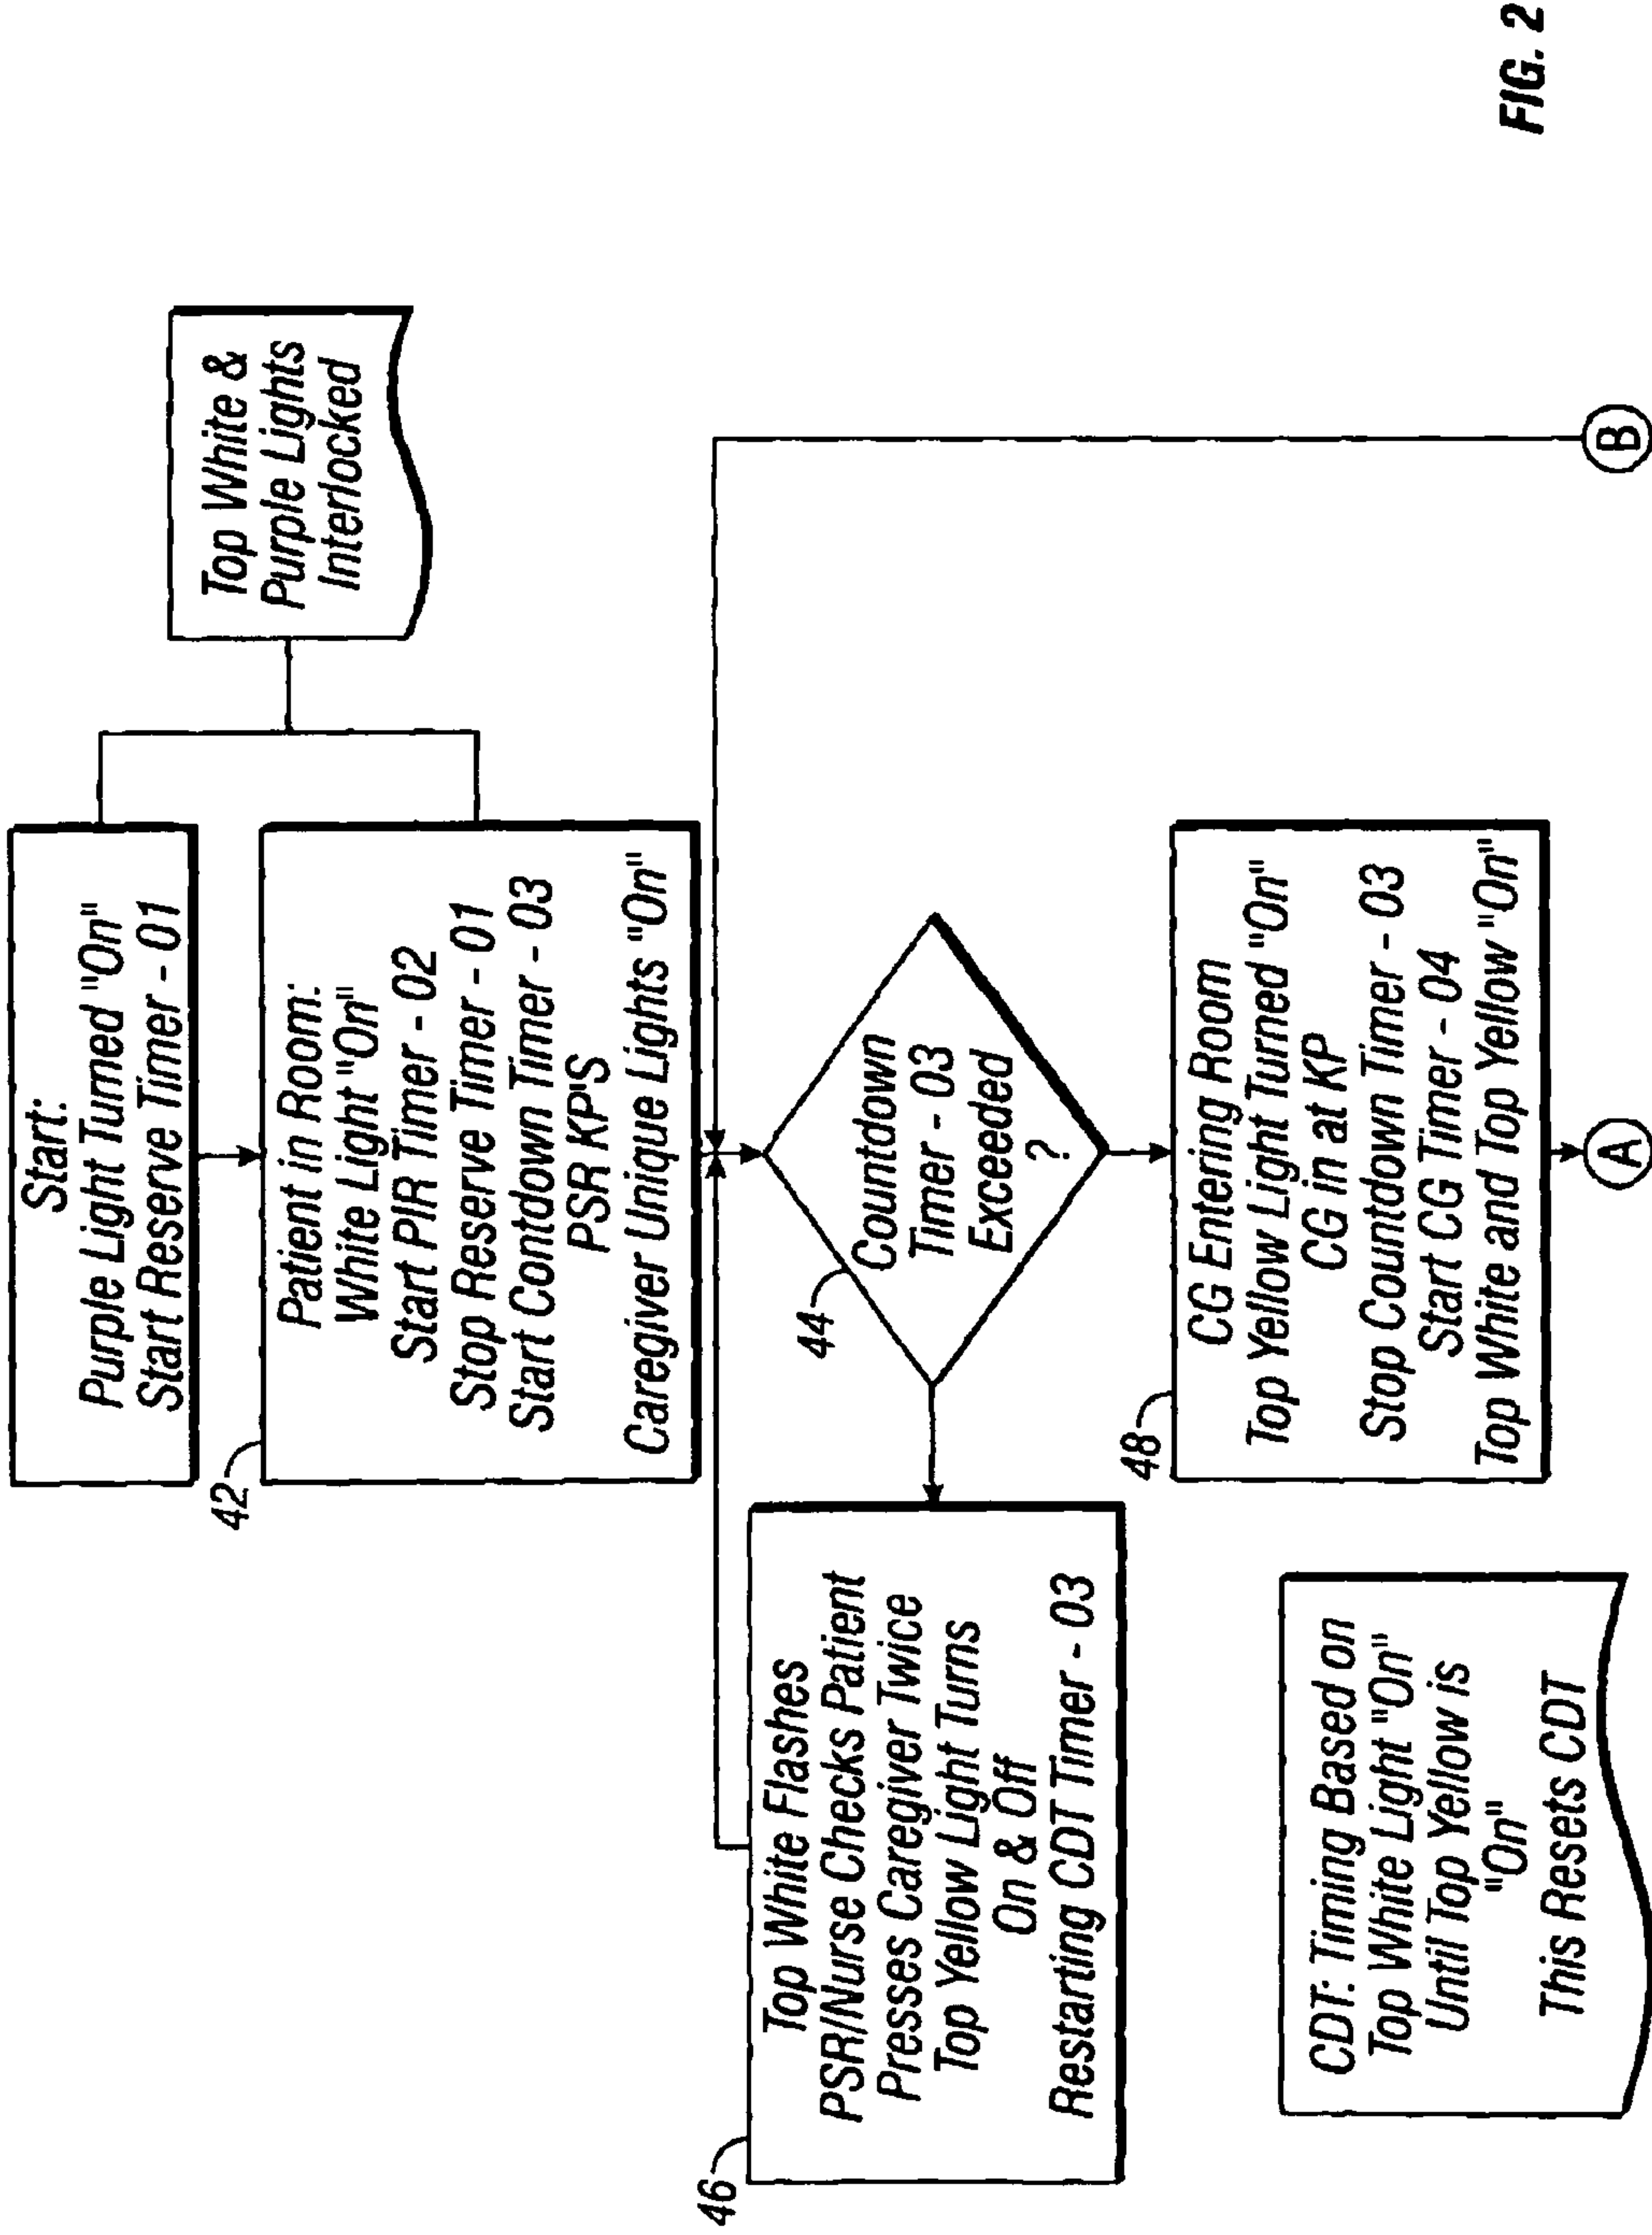 Start:
Purple Light Turned "On"
Start Reserve Timer - 01
Top White &
Purple Lights
Interlocked
42
Patient in Room:
White Light "On"
Start PIR Timer - 02
Stop Reserve Timer - 01
Start Contdown Timer - 03
PSR KP'S
Caregiver Unique Lights "On"
44
Countdown
Timer - 03
Exceeded
?
46
Top White Flashes
PSR/Nurse Checks Patient
Presses Caregiver Twice
Top Yellow Light Turns
On & Off
Restarting CDT Timer - 03
48
CG Entering Room
Top Yellow Light Turned "On"
CG in at KP
Stop Countdown Timer - 03
Start CG Timer - 04
Top White and Top Yellow "On"
CDT: Timing Based on
Top White Light "On"
Until Top Yellow is
"On"
This Resets CDT
A
B
FIG. 2